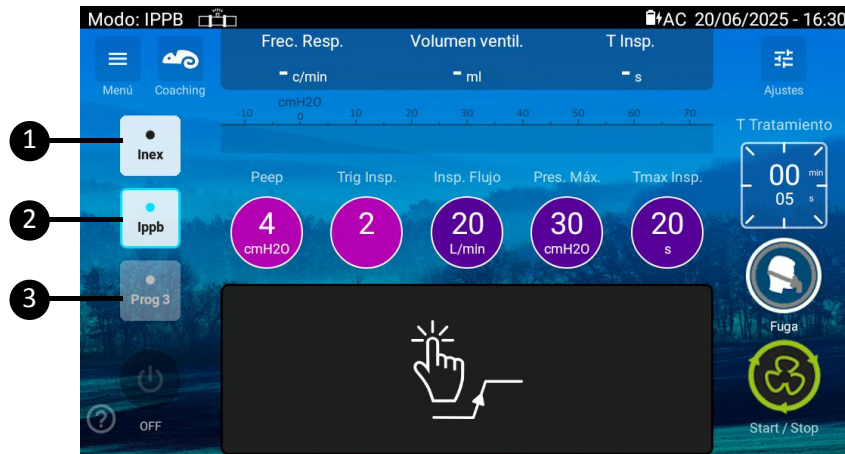 Modo: IPPB
AC 20/06/2025 - 16:30
Menú
Coaching
Frec. Resp.
Volumen ventil.
T Insp.
- c/min
- ml
- s
Ajustes
cmH2O
-10 0 10 20 30 40 50 60 70
T Tratamiento
00 min
05 s
1
Inex
2
Ippb
3
Prog 3
Peep
Trig Insp.
Insp. Flujo
Pres. Máx.
Tmax Insp.
4
cmH2O
2
20
L/min
30
cmH2O
20
s
Fuga
?
OFF
Start / Stop